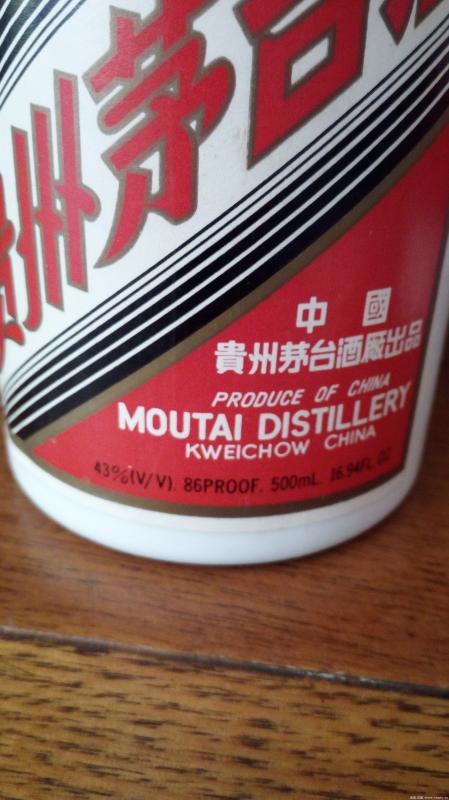 貴州茅台
中國
貴州茅台酒厰出品
PRODUCE OF CHINA
MOUTAI DISTILLERY
KWEICHOW CHINA
43%(V/V). 86PROOF. 500mL. 16.94FL.OZ